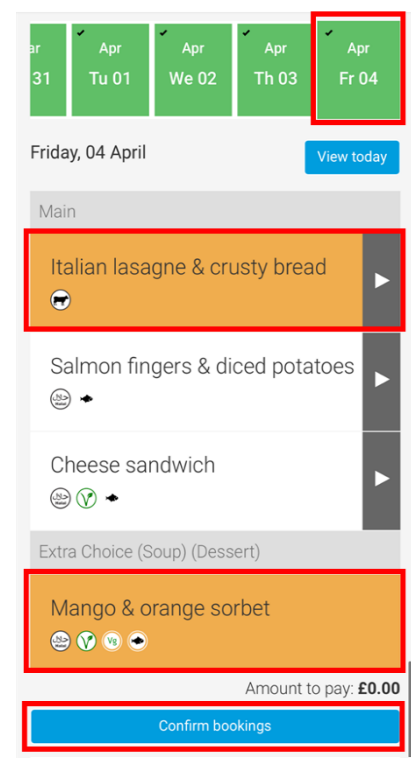 ar Apr Apr Apr Apr
31 Tu 01 We 02 Th 03 Fr 04
Friday, 04 April
View today
Main
Italian lasagne & crusty bread
Salmon fingers & diced potatoes
Cheese sandwich
Extra Choice (Soup) (Dessert)
Mango & orange sorbet
Vg
Amount to pay: £0.00
Confirm bookings